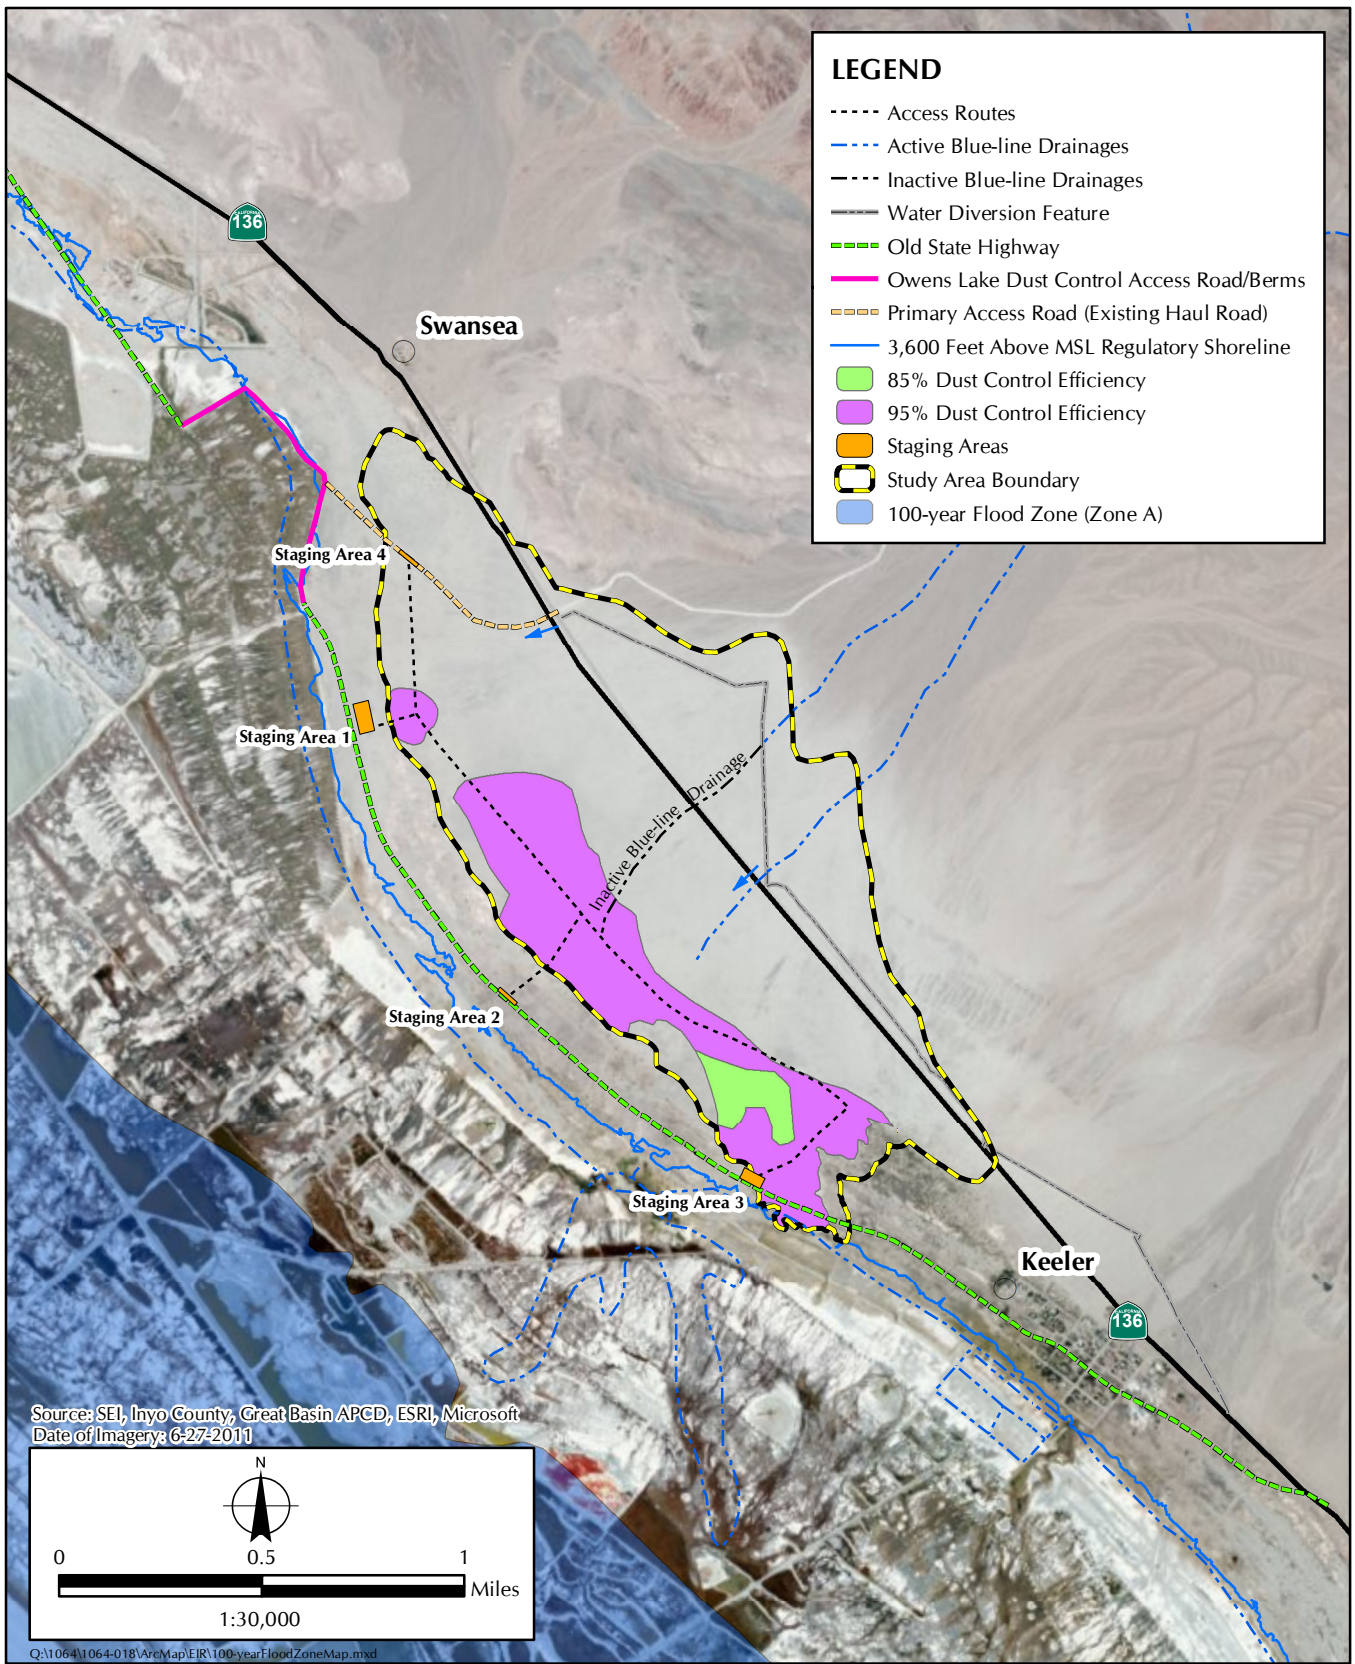 LEGEND
Access Routes
Active Blue-line Drainages
Inactive Blue-line Drainages
Water Diversion Feature
Old State Highway
Owens Lake Dust Control Access Road/Berms
Primary Access Road (Existing Haul Road)
3,600 Feet Above MSL Regulatory Shoreline
85% Dust Control Efficiency
95% Dust Control Efficiency
Staging Areas
Study Area Boundary
100-year Flood Zone (Zone A)
CALIFORNIA
136
Swansea
Staging Area 4
Staging Area 1
Inactive Blue-line Drainage
Staging Area 2
Staging Area 3
Keeler
CALIFORNIA
136
Source: SEI, Inyo County, Great Basin APCD, ESRI, Microsoft
Date of Imagery: 6-27-2011
N
0 0.5 1
Miles
1:30,000
Q:\1064\1064-018\ArcMap\EIR\100-yearFloodZoneMap.mxd